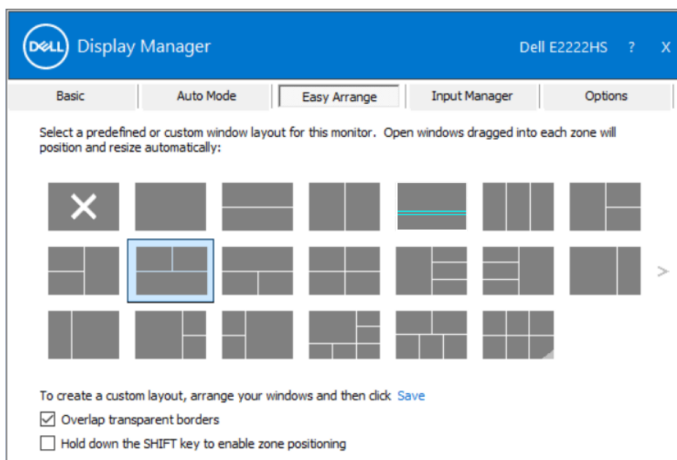 DELL Display Manager Dell E2222HS ? X
Basic Auto Mode Easy Arrange Input Manager Options
Select a predefined or custom window layout for this monitor. Open windows dragged into each zone will
position and resize automatically:
>
To create a custom layout, arrange your windows and then click Save
Overlap transparent borders
Hold down the SHIFT key to enable zone positioning